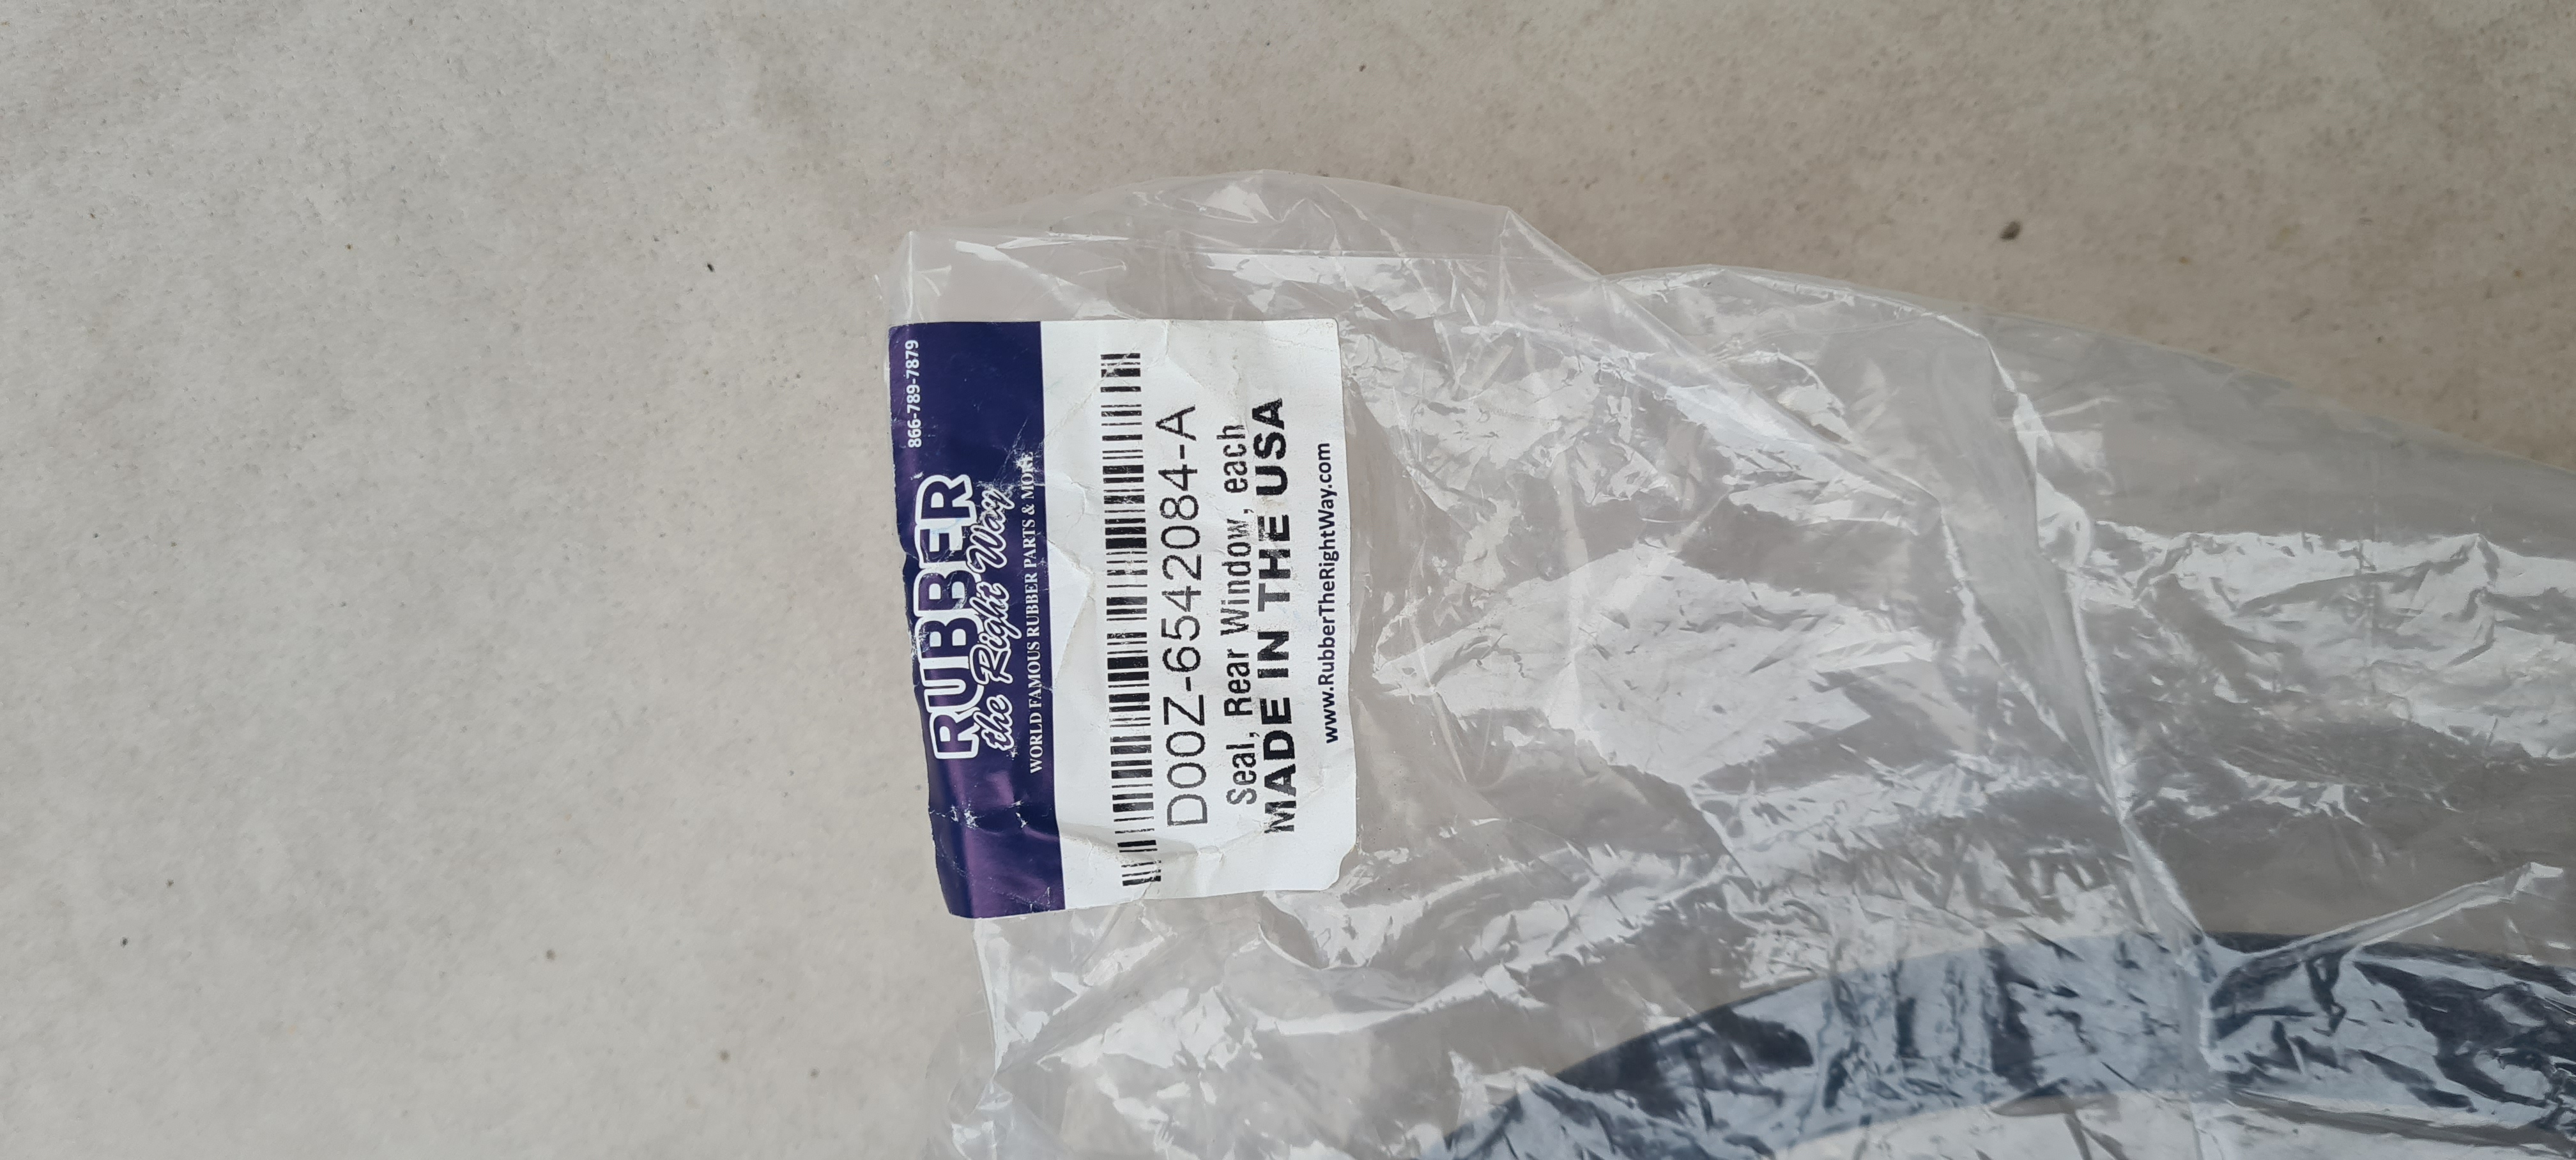 866-789-7879
RUBBER
the Right Way
WORLD FAMOUS RUBBER PARTS & MORE
D00Z-6542084-A
Seal, Rear Window, each
MADE IN THE USA
www.RubberTheRightWay.com